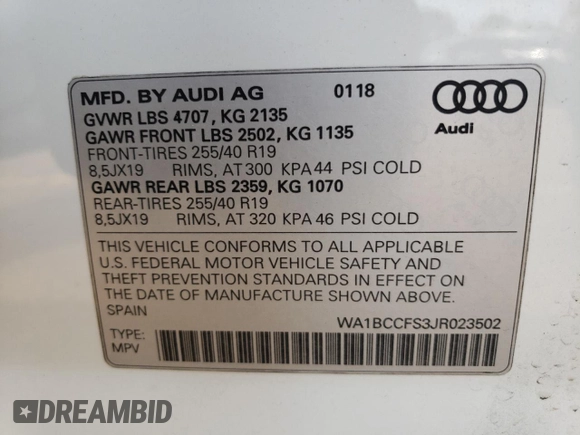 MFD. BY AUDI AG 0118
GVWR LBS 4707, KG 2135
GAWR FRONT LBS 2502, KG 1135
FRONT-TIRES 255/40 R19
8,5JX19 RIMS, AT 300 KPA 44 PSI COLD
GAWR REAR LBS 2359, KG 1070
REAR-TIRES 255/40 R19
8,5JX19 RIMS, AT 320 KPA 46 PSI COLD
Audi
THIS VEHICLE CONFORMS TO ALL APPLICABLE
U.S. FEDERAL MOTOR VEHICLE SAFETY AND
THEFT PREVENTION STANDARDS IN EFFECT ON
THE DATE OF MANUFACTURE SHOWN ABOVE.
SPAIN
WA1BCCFS3JR023502
TYPE:
MPV
DREAMBID